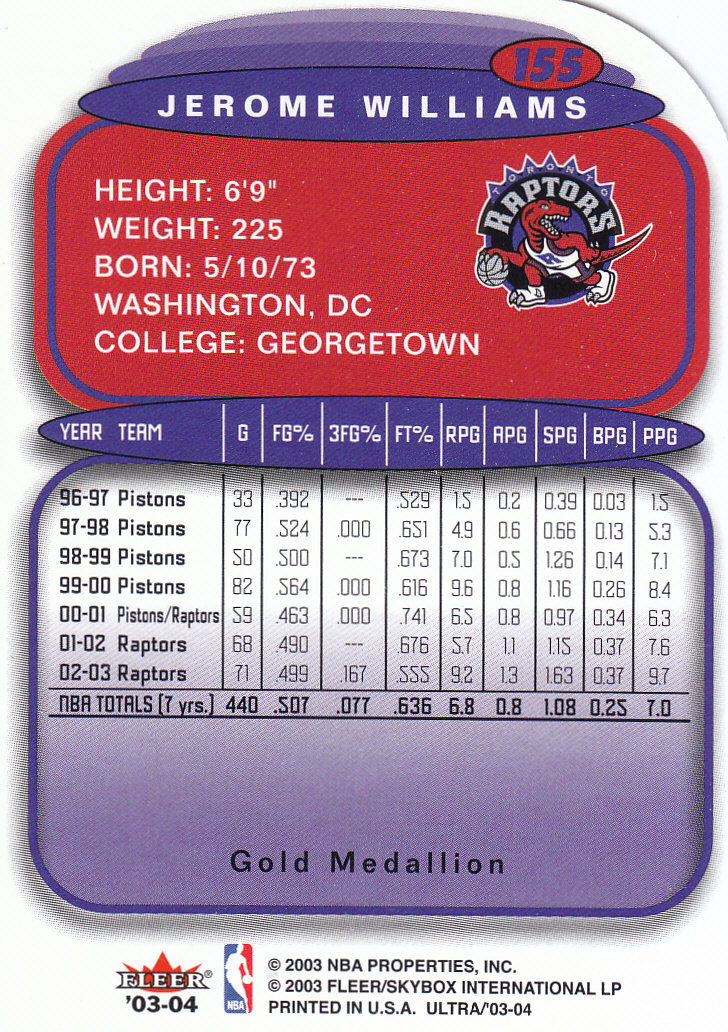 155
JEROME WILLIAMS
HEIGHT: 6'9"
WEIGHT: 225
BORN: 5/10/73
WASHINGTON, DC
COLLEGE: GEORGETOWN
TORONTO
RAPTORS
R
YEAR TEAM G FG% 3FG% FT% RPG APG SPG BPG PPG
96-97 Pistons 33 .392 --- .529 1.5 0.2 0.39 0.03 1.5
97-98 Pistons 77 .524 .000 .651 4.9 0.6 0.66 0.13 5.3
98-99 Pistons 50 .500 --- .673 7.0 0.5 1.26 0.14 7.1
99-00 Pistons 82 .564 .000 .616 9.6 0.8 1.16 0.26 8.4
00-01 Pistons/Raptors 59 .463 .000 .741 6.5 0.8 0.97 0.34 6.3
01-02 Raptors 68 .490 --- .676 5.7 1.1 1.15 0.37 7.6
02-03 Raptors 71 .499 .167 .555 9.2 1.3 1.63 0.37 9.7
NBA TOTALS (7 yrs.) 440 .507 .077 .636 6.8 0.8 1.08 0.25 7.0
Gold Medallion
FLEER®
'03-04
NBA
© 2003 NBA PROPERTIES, INC.
© 2003 FLEER/SKYBOX INTERNATIONAL LP
PRINTED IN U.S.A. ULTRA/'03-04